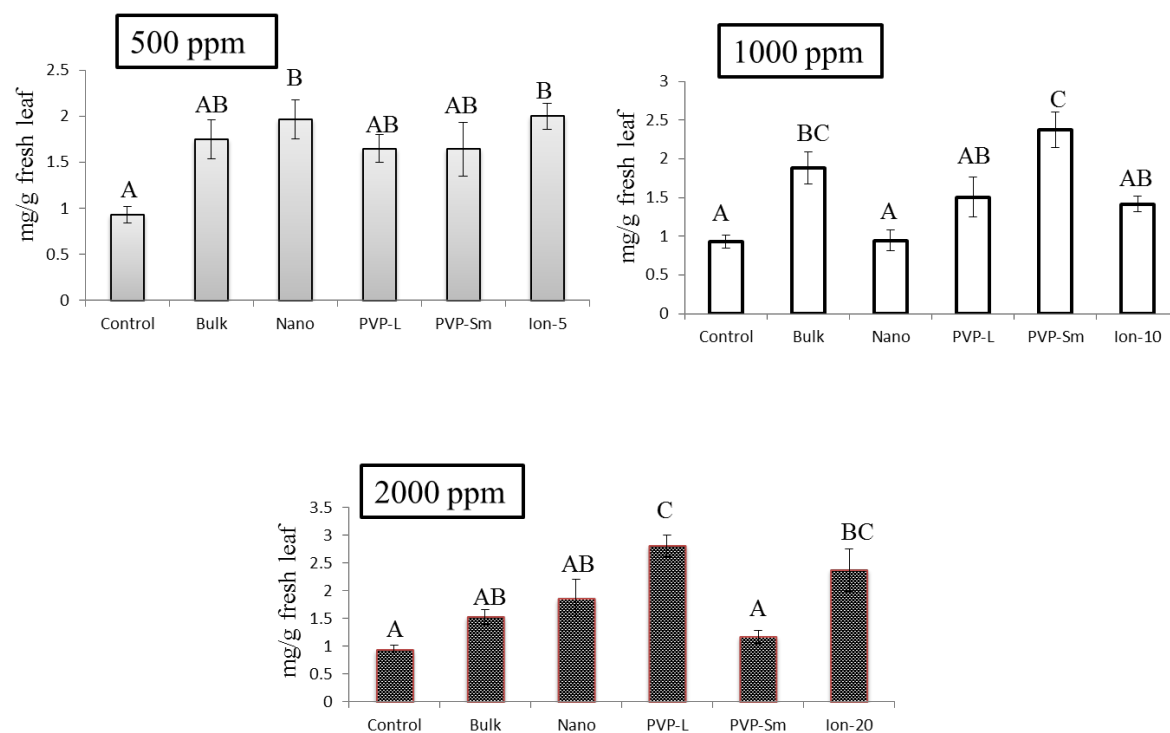 500 ppm
mg/g fresh leaf
2.5
2
1.5
1
0.5
0
A
AB
B
AB
AB
B
Control Bulk Nano PVP-L PVP-Sm Ion-5
1000 ppm
mg/g fresh leaf
3
2.5
2
1.5
1
0.5
0
A
BC
A
AB
C
AB
Control Bulk Nano PVP-L PVP-Sm Ion-10
2000 ppm
mg/g fresh leaf
3.5
3
2.5
2
1.5
1
0.5
0
A
AB
AB
C
A
BC
Control Bulk Nano PVP-L PVP-Sm Ion-20